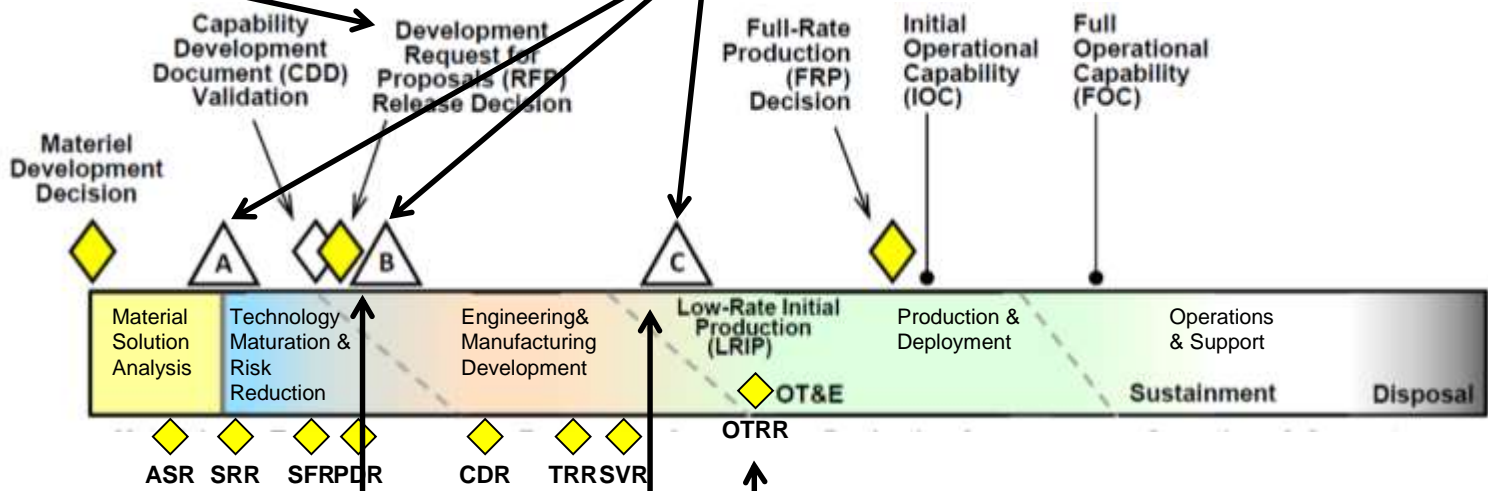 Capability
Development
Document (CDD)
Validation
Development
Request for
Proposals (RFP)
Release Decision
Full-Rate
Production
(FRP)
Decision
Initial
Operational
Capability
(IOC)
Full
Operational
Capability
(FOC)
Materiel
Development
Decision
A
B
C
Material
Solution
Analysis
Technology
Maturation &
Risk
Reduction
Engineering&
Manufacturing
Development
Low-Rate Initial
Production
(LRIP)
Production &
Deployment
Operations
& Support
OT&E
Sustainment
Disposal
OTRR
ASR SRR SFR PDR CDR TRR SVR